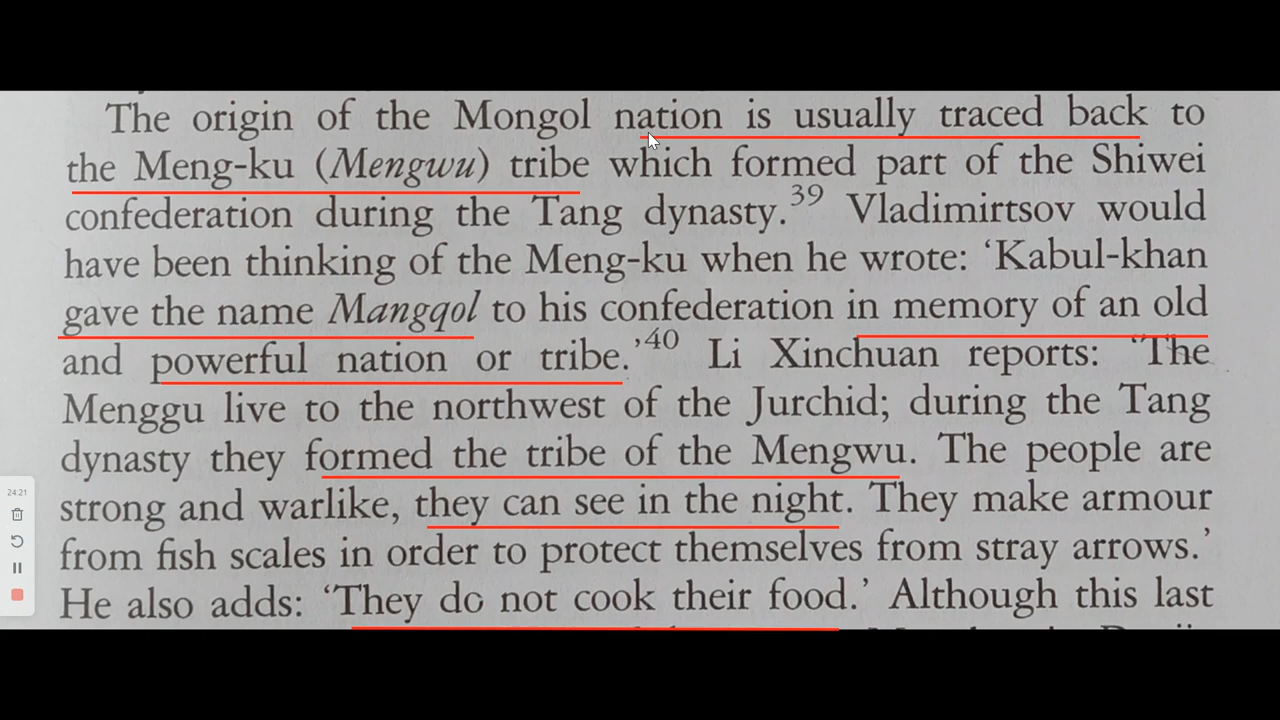 The origin of the Mongol nation is usually traced back to
the Meng-ku (Mengwu) tribe which formed part of the Shiwei
confederation during the Tang dynasty.39 Vladimirtsov would
have been thinking of the Meng-ku when he wrote: ‘Kabul-khan
gave the name Mangqol to his confederation in memory of an old
and powerful nation or tribe.’40 Li Xinchuan reports: ‘The
Menggu live to the northwest of the Jurchid; during the Tang
dynasty they formed the tribe of the Mengwu. The people are
strong and warlike, they can see in the night. They make armour
from fish scales in order to protect themselves from stray arrows.’
He also adds: ‘They do not cook their food.’ Although this last
24:21